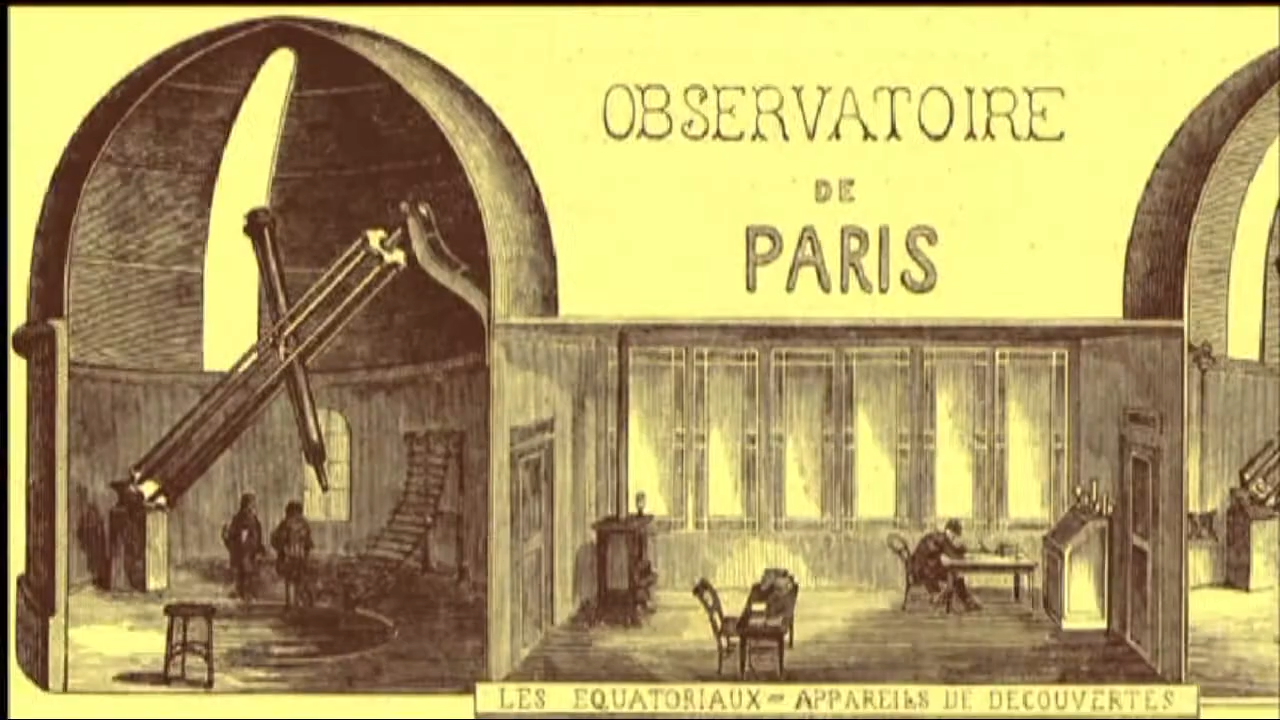 OBSERVATOIRE
DE
PARIS
LES EQUATORIAUX = APPAREILS DE DECOUVERTES